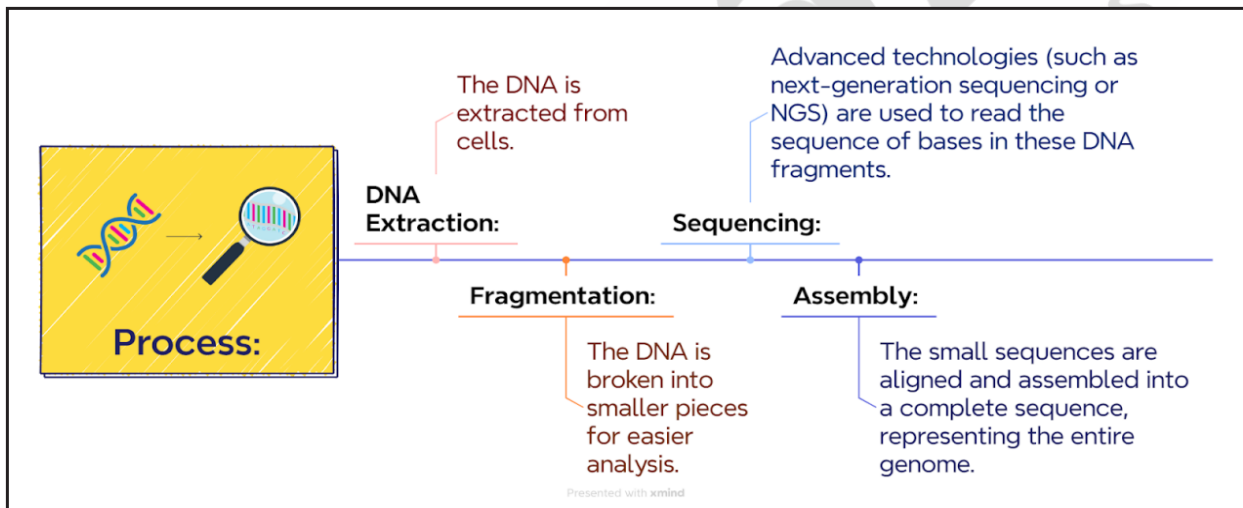 Process:
DNA
Extraction:
The DNA is
extracted from
cells.
Fragmentation:
The DNA is
broken into
smaller pieces
for easier
analysis.
Sequencing:
Advanced technologies (such as
next-generation sequencing or
NGS) are used to read the
sequence of bases in these DNA
fragments.
Assembly:
The small sequences are
aligned and assembled into
a complete sequence,
representing the entire
genome.
Presented with xmind